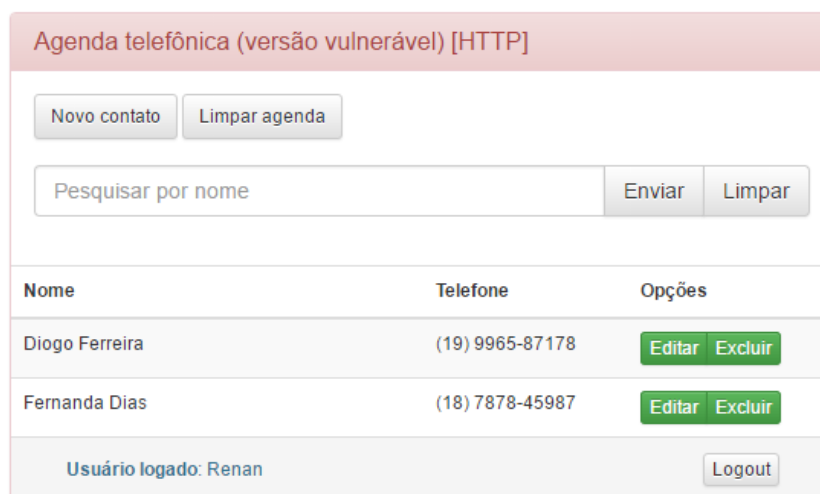 Agenda telefônica (versão vulnerável) [HTTP]
Novo contato Limpar agenda
Pesquisar por nome Enviar Limpar
Nome Telefone Opções
Diogo Ferreira (19) 9965-87178 Editar Excluir
Fernanda Dias (18) 7878-45987 Editar Excluir
Usuário logado: Renan Logout